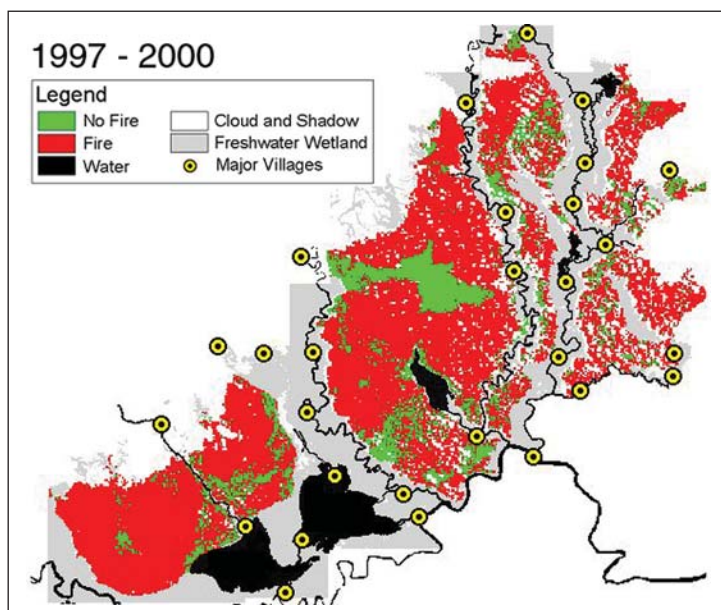 1997 - 2000
Legend
No Fire
Fire
Water
Cloud and Shadow
Freshwater Wetland
Major Villages